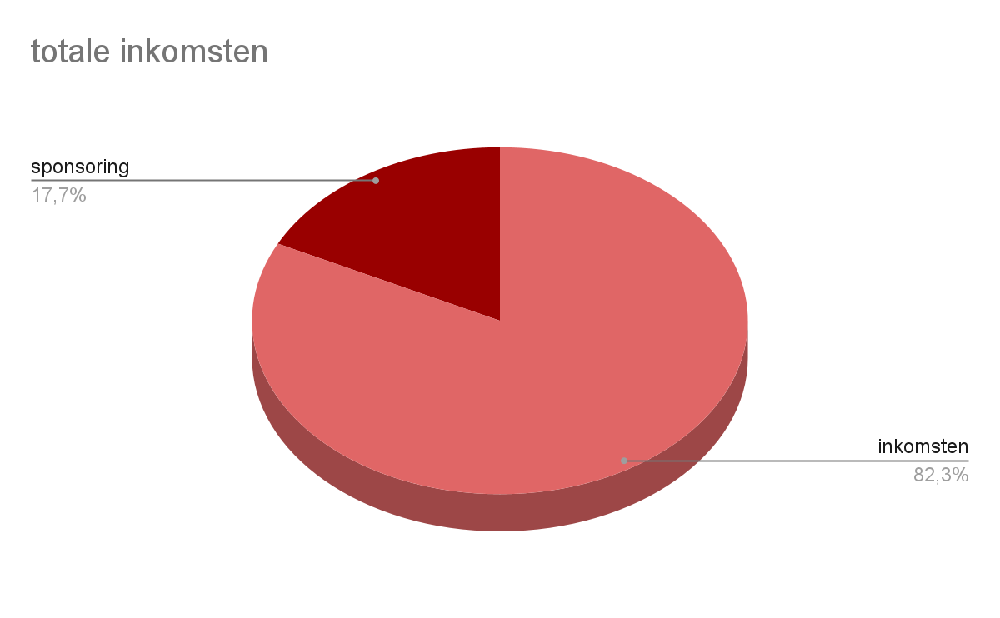 totale inkomsten
sponsoring
17,7%
inkomsten
82,3%